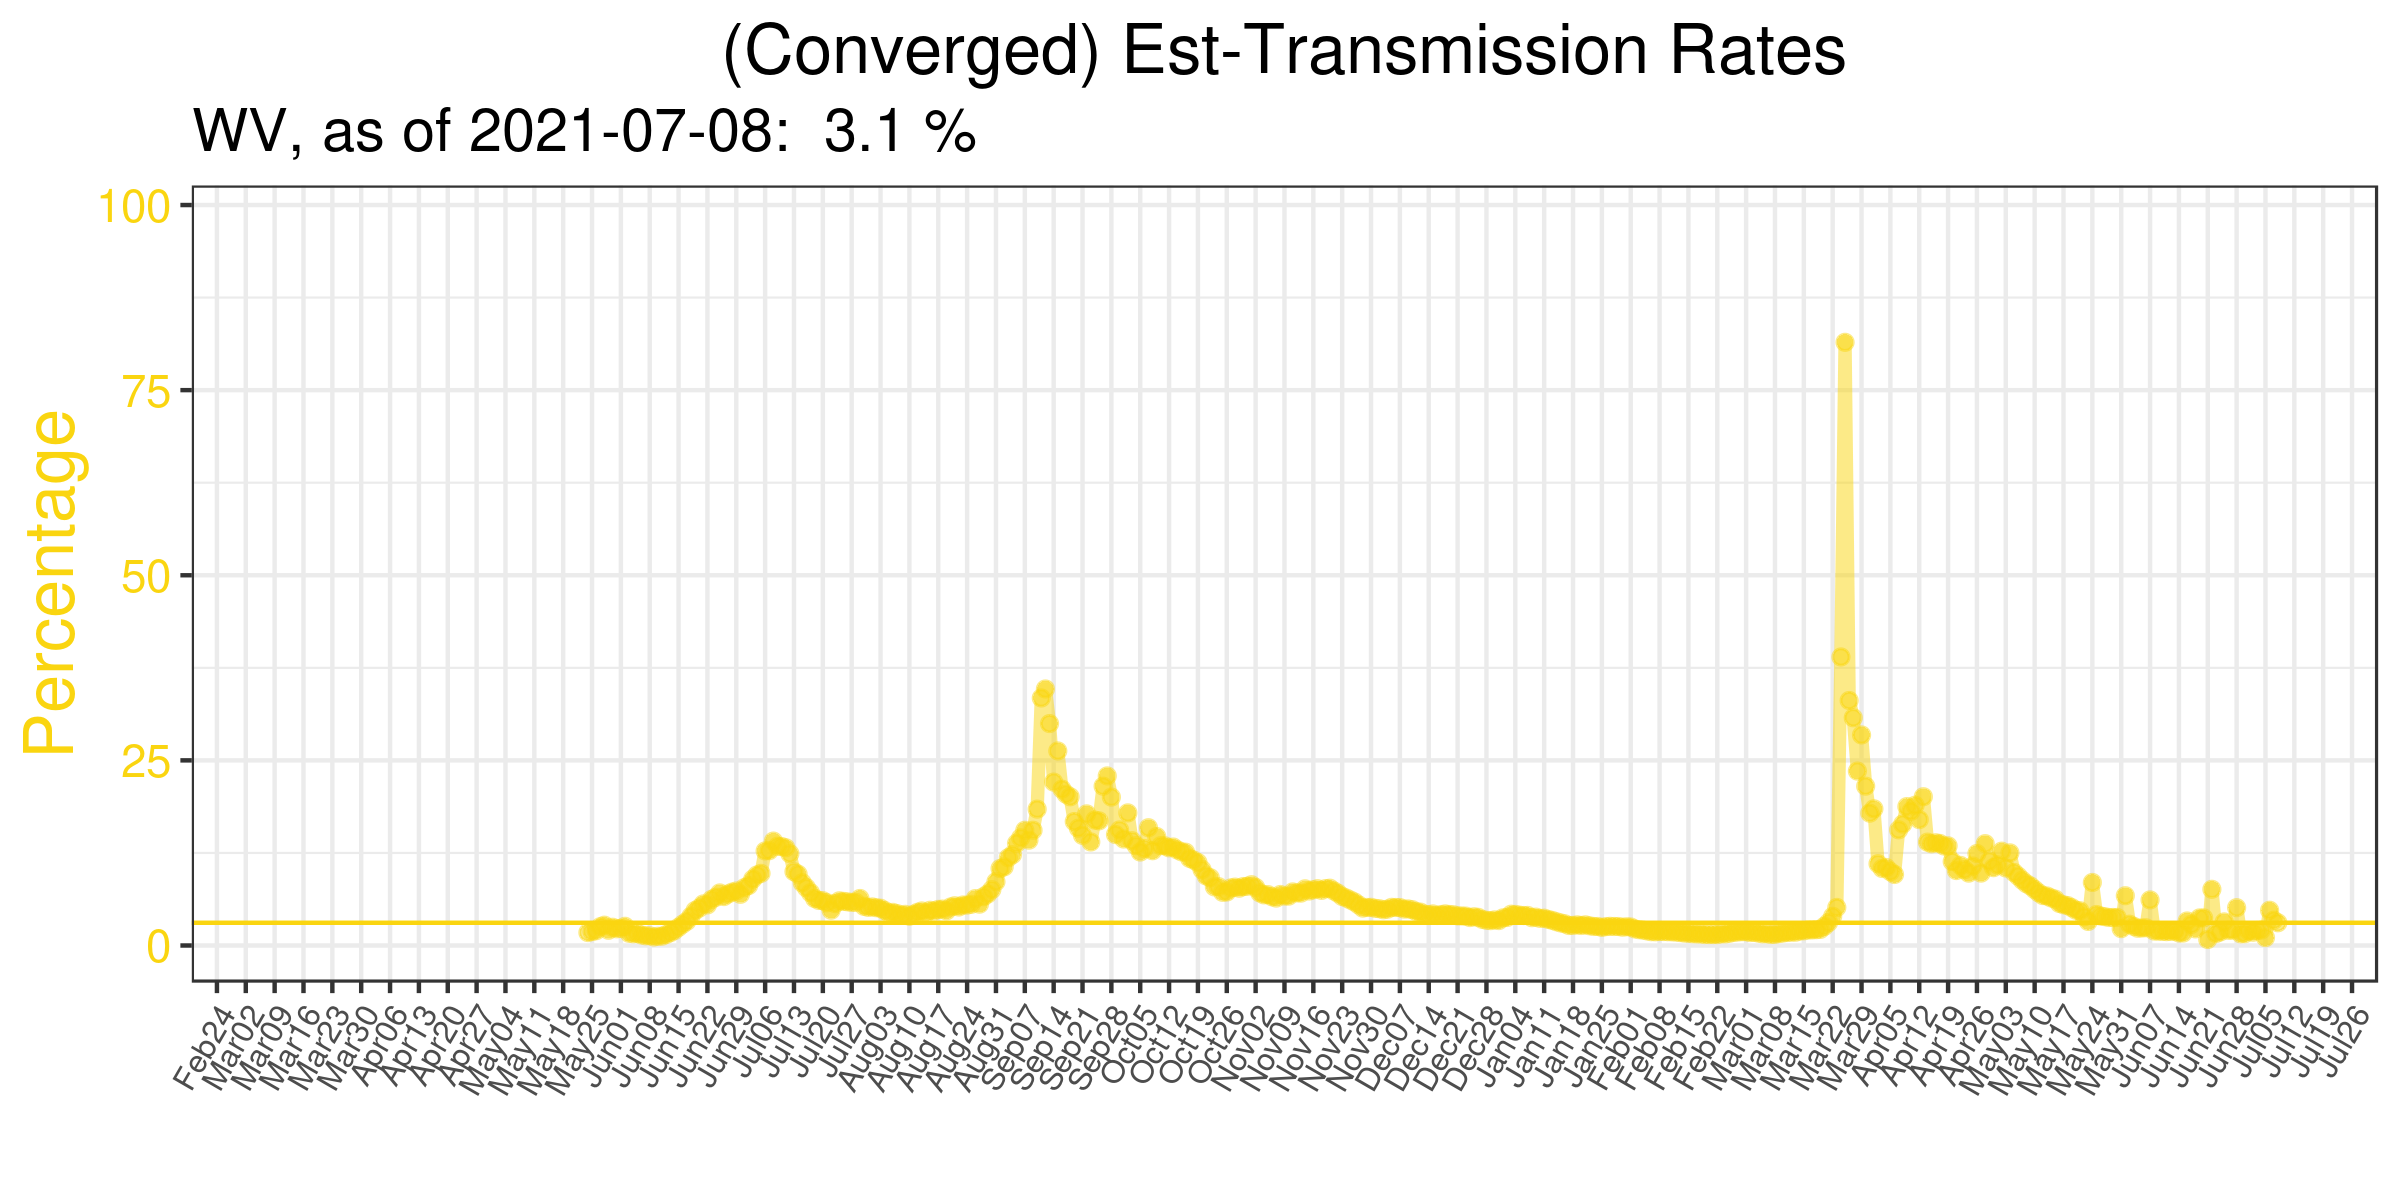 (Converged) Est-Transmission Rates
WV, as of 2021-07-08:  3.1 %
Percentage
100
75
50
25
0
Feb24
Mar02
Mar09
Mar16
Mar23
Mar30
Apr06
Apr13
Apr20
Apr27
May04
May11
May18
May25
Jun01
Jun08
Jun15
Jun22
Jun29
Jul06
Jul13
Jul20
Jul27
Aug03
Aug10
Aug17
Aug24
Aug31
Sep07
Sep14
Sep21
Sep28
Oct05
Oct12
Oct19
Oct26
Nov02
Nov09
Nov16
Nov23
Nov30
Dec07
Dec14
Dec21
Dec28
Jan04
Jan11
Jan18
Jan25
Feb01
Feb08
Feb15
Feb22
Mar01
Mar08
Mar15
Mar22
Mar29
Apr05
Apr12
Apr19
Apr26
May03
May10
May17
May24
May31
Jun07
Jun14
Jun21
Jun28
Jul05
Jul12
Jul19
Jul26